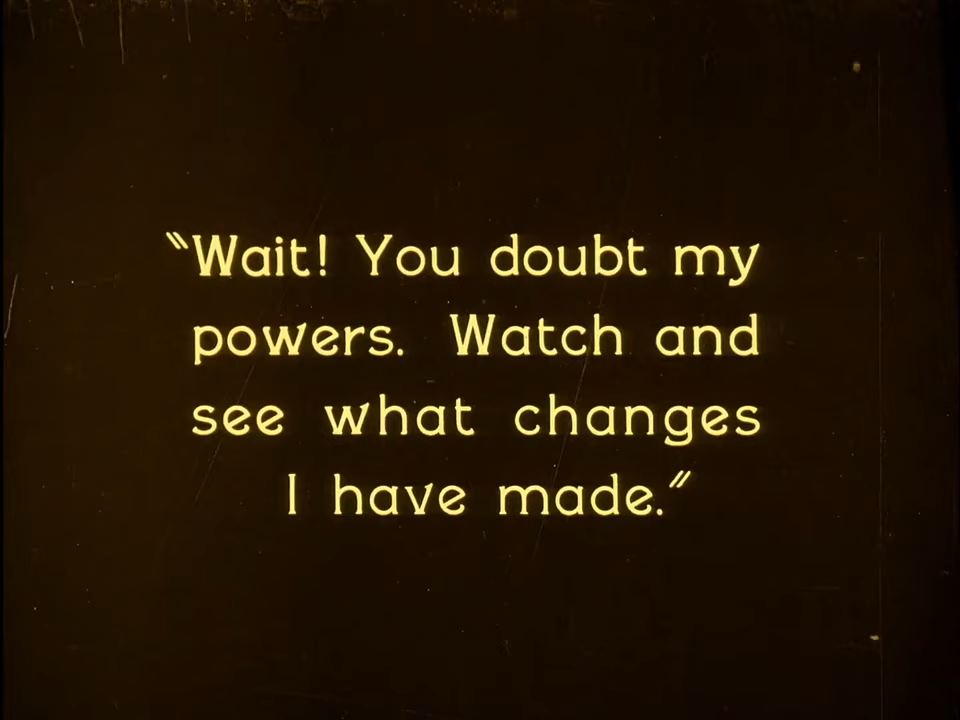 "Wait! You doubt my
powers. Watch and
see what changes
I have made."